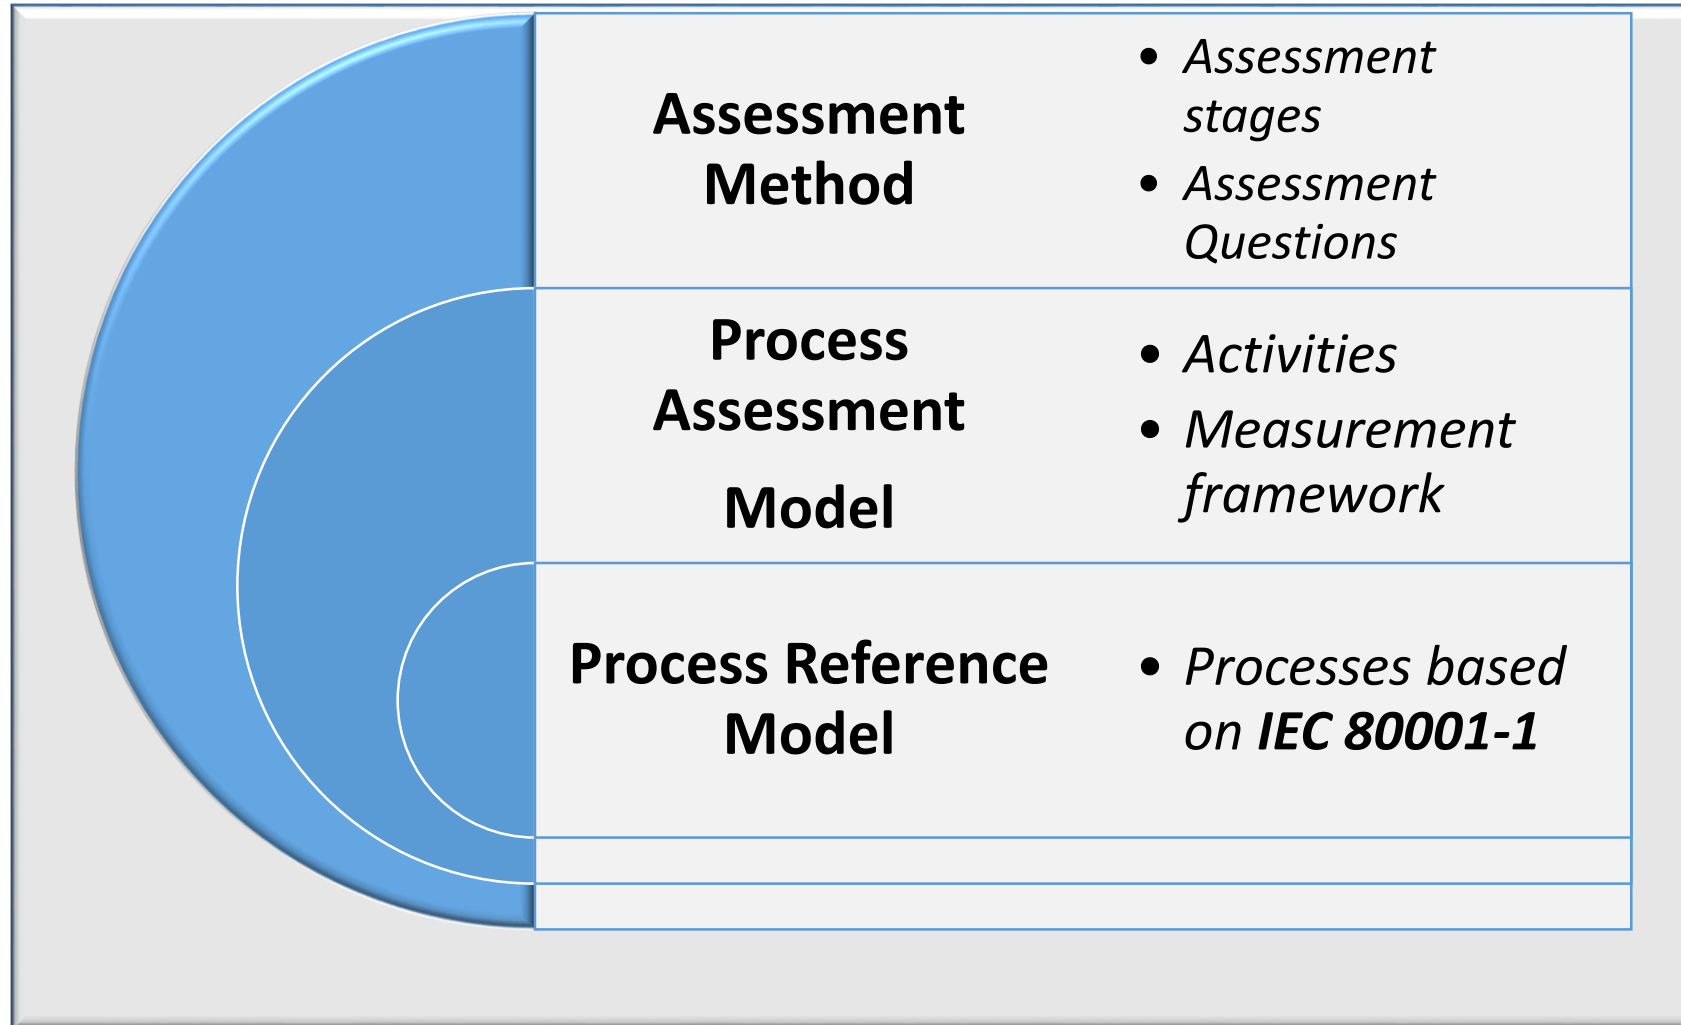 Assessment
Method
• Assessment
stages
• Assessment
Questions
Process
Assessment
Model
• Activities
• Measurement
framework
Process Reference
Model
• Processes based
on IEC 80001-1